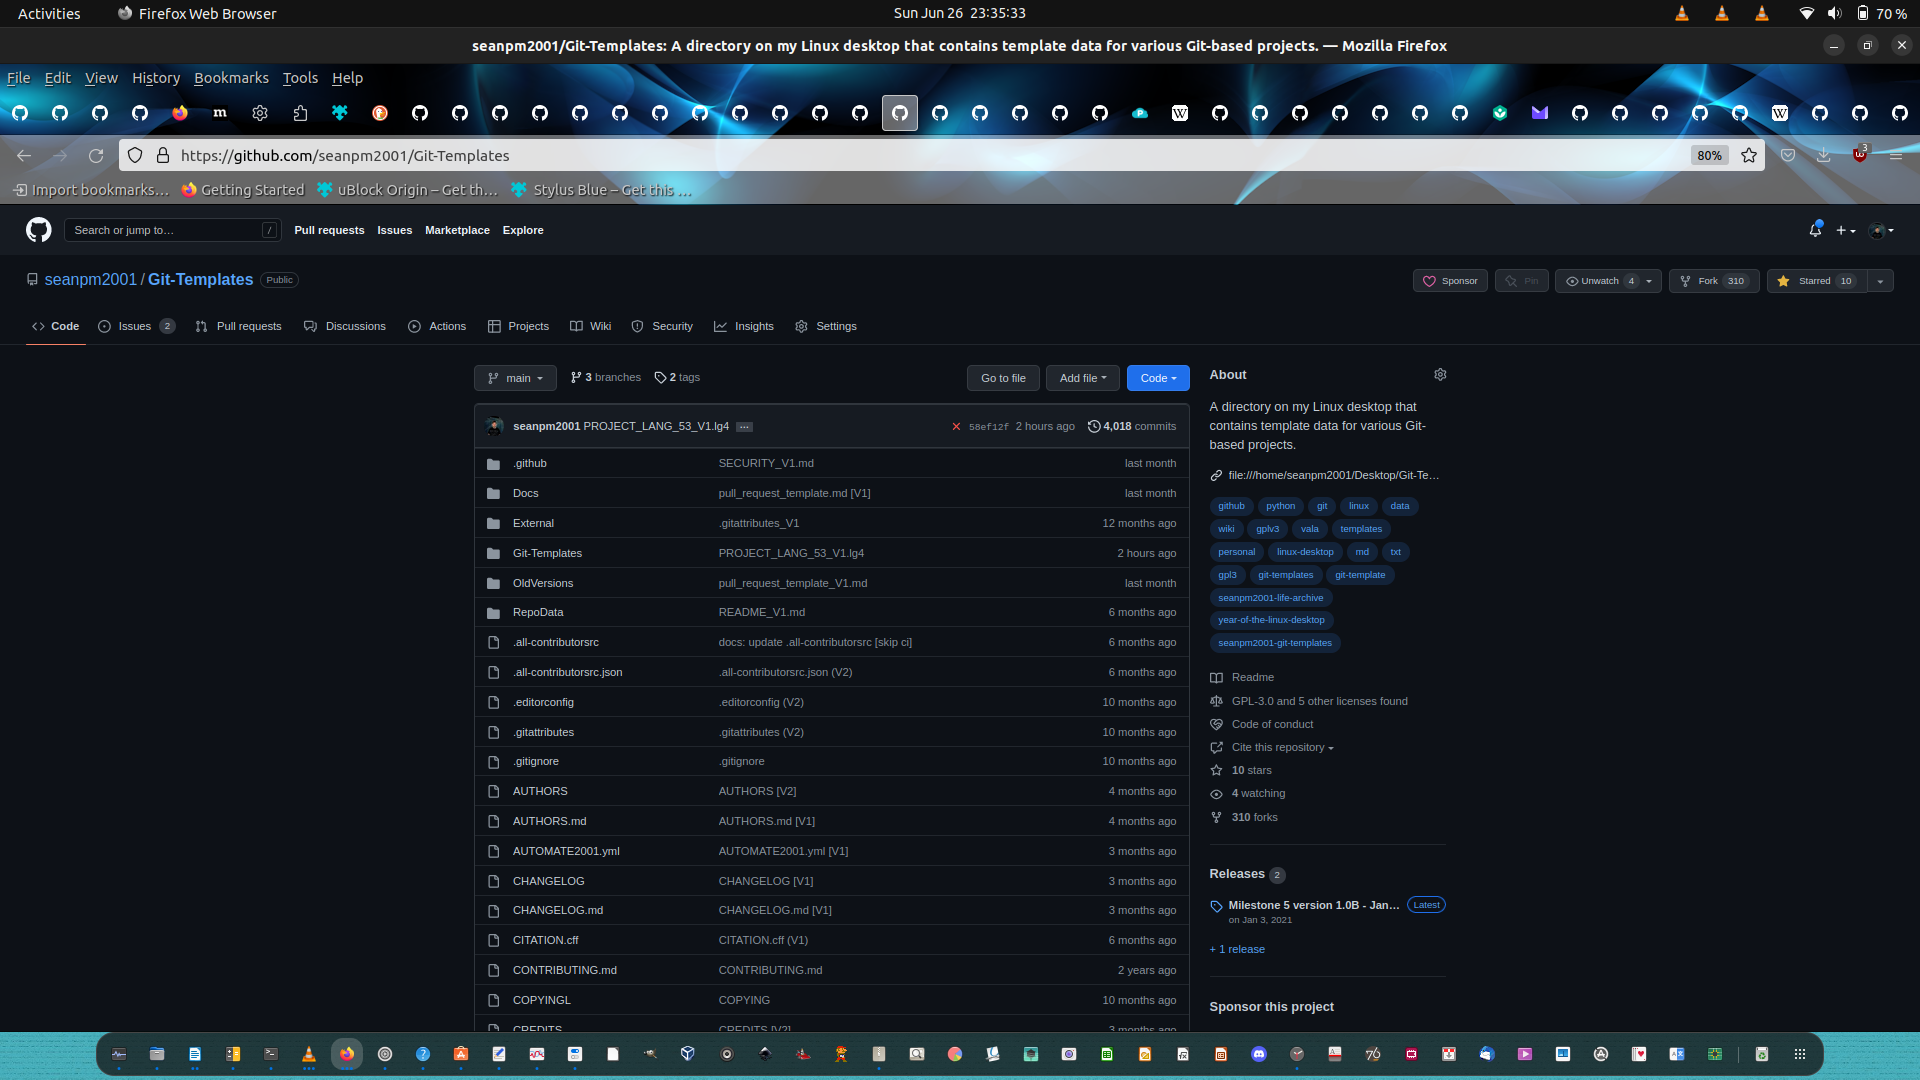 Activities Firefox Web Browser Sun Jun 26 23:35:33 70 %
seanpm2001/Git-Templates: A directory on my Linux desktop that contains template data for various Git-based projects. — Mozilla Firefox
File Edit View History Bookmarks Tools Help
https://github.com/seanpm2001/Git-Templates 80% 3
Import bookmarks… Getting Started uBlock Origin – Get th… Stylus Blue – Get this …
Search or jump to… / Pull requests Issues Marketplace Explore
seanpm2001 / Git-Templates Public Sponsor Pin Unwatch 4 Fork 310 Starred 10
Code Issues 2 Pull requests Discussions Actions Projects Wiki Security Insights Settings
main 3 branches 2 tags Go to file Add file Code
seanpm2001 PROJECT_LANG_53_V1.lg4 … 58ef12f 2 hours ago 4,018 commits
.github SECURITY_V1.md last month
Docs pull_request_template.md [V1] last month
External .gitattributes_V1 12 months ago
Git-Templates PROJECT_LANG_53_V1.lg4 2 hours ago
OldVersions pull_request_template_V1.md last month
RepoData README_V1.md 6 months ago
.all-contributorsrc docs: update .all-contributorsrc [skip ci] 6 months ago
.all-contributorsrc.json .all-contributorsrc.json (V2) 6 months ago
.editorconfig .editorconfig (V2) 10 months ago
.gitattributes .gitattributes (V2) 10 months ago
.gitignore .gitignore 10 months ago
AUTHORS AUTHORS [V2] 4 months ago
AUTHORS.md AUTHORS.md [V1] 4 months ago
AUTOMATE2001.yml AUTOMATE2001.yml [V1] 3 months ago
CHANGELOG CHANGELOG [V1] 3 months ago
CHANGELOG.md CHANGELOG.md [V1] 3 months ago
CITATION.cff CITATION.cff (V1) 6 months ago
CONTRIBUTING.md CONTRIBUTING.md 2 years ago
COPYINGL COPYING 10 months ago
CREDITS CREDITS [V2] 3 months ago
About
A directory on my Linux desktop that
contains template data for various Git-
based projects.
file:///home/seanpm2001/Desktop/Git-Te…
github python git linux data
wiki gplv3 vala templates
personal linux-desktop md txt
gpl3 git-templates git-template
seanpm2001-life-archive
year-of-the-linux-desktop
seanpm2001-git-templates
Readme
GPL-3.0 and 5 other licenses found
Code of conduct
Cite this repository
10 stars
4 watching
310 forks
Releases 2
Milestone 5 version 1.0B - Jan… Latest
on Jan 3, 2021
+ 1 release
Sponsor this project